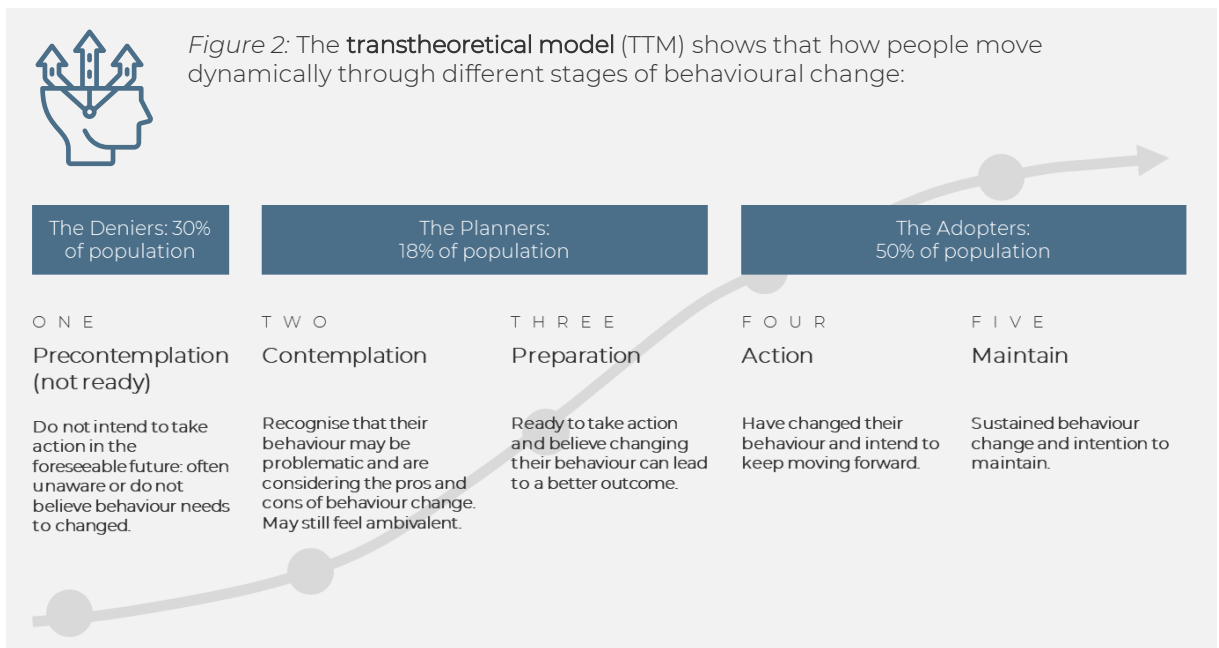 Figure 2: The transtheoretical model (TTM) shows that how people move
dynamically through different stages of behavioural change:
The Deniers: 30%
of population
The Planners:
18% of population
The Adopters:
50% of population
ONE
Precontemplation
(not ready)
Do not intend to take
action in the
foreseeable future: often
unaware or do not
believe behaviour needs
to changed.
TWO
Contemplation
Recognise that their
behaviour may be
problematic and are
considering the pros and
cons of behaviour change.
May still feel ambivalent.
THREE
Preparation
Ready to take action
and believe changing
their behaviour can lead
to a better outcome.
FOUR
Action
Have changed their
behaviour and intend to
keep moving forward.
FIVE
Maintain
Sustained behaviour
change and intention to
maintain.